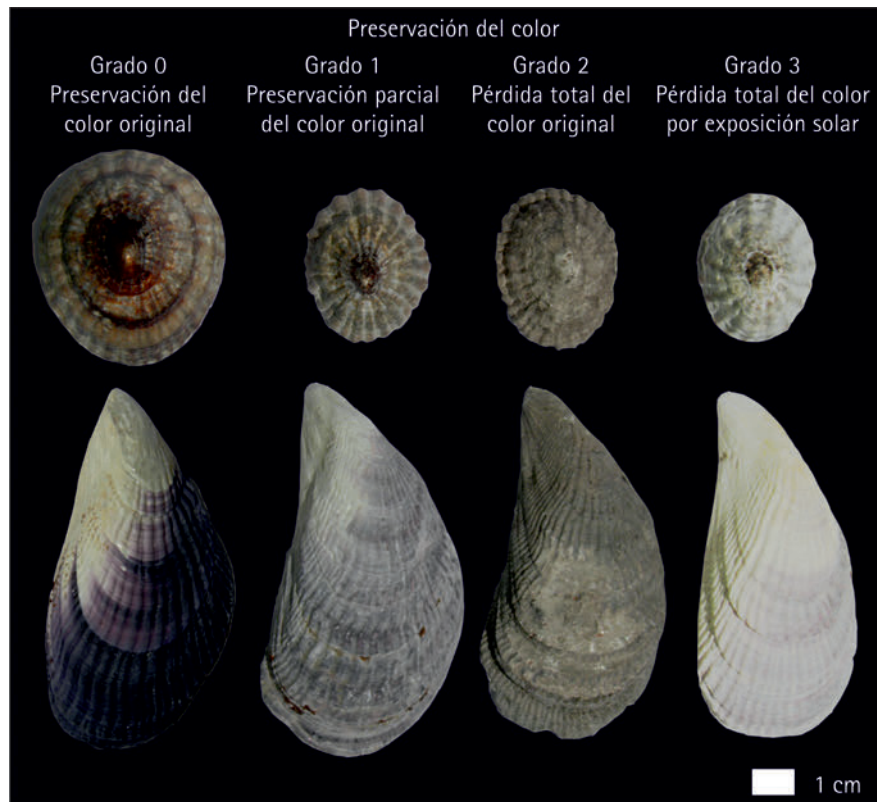 Preservación del color
Grado 0
Preservación del
color original
Grado 1
Preservación parcial
del color original
Grado 2
Pérdida total del
color original
Grado 3
Pérdida total del color
por exposición solar
1 cm